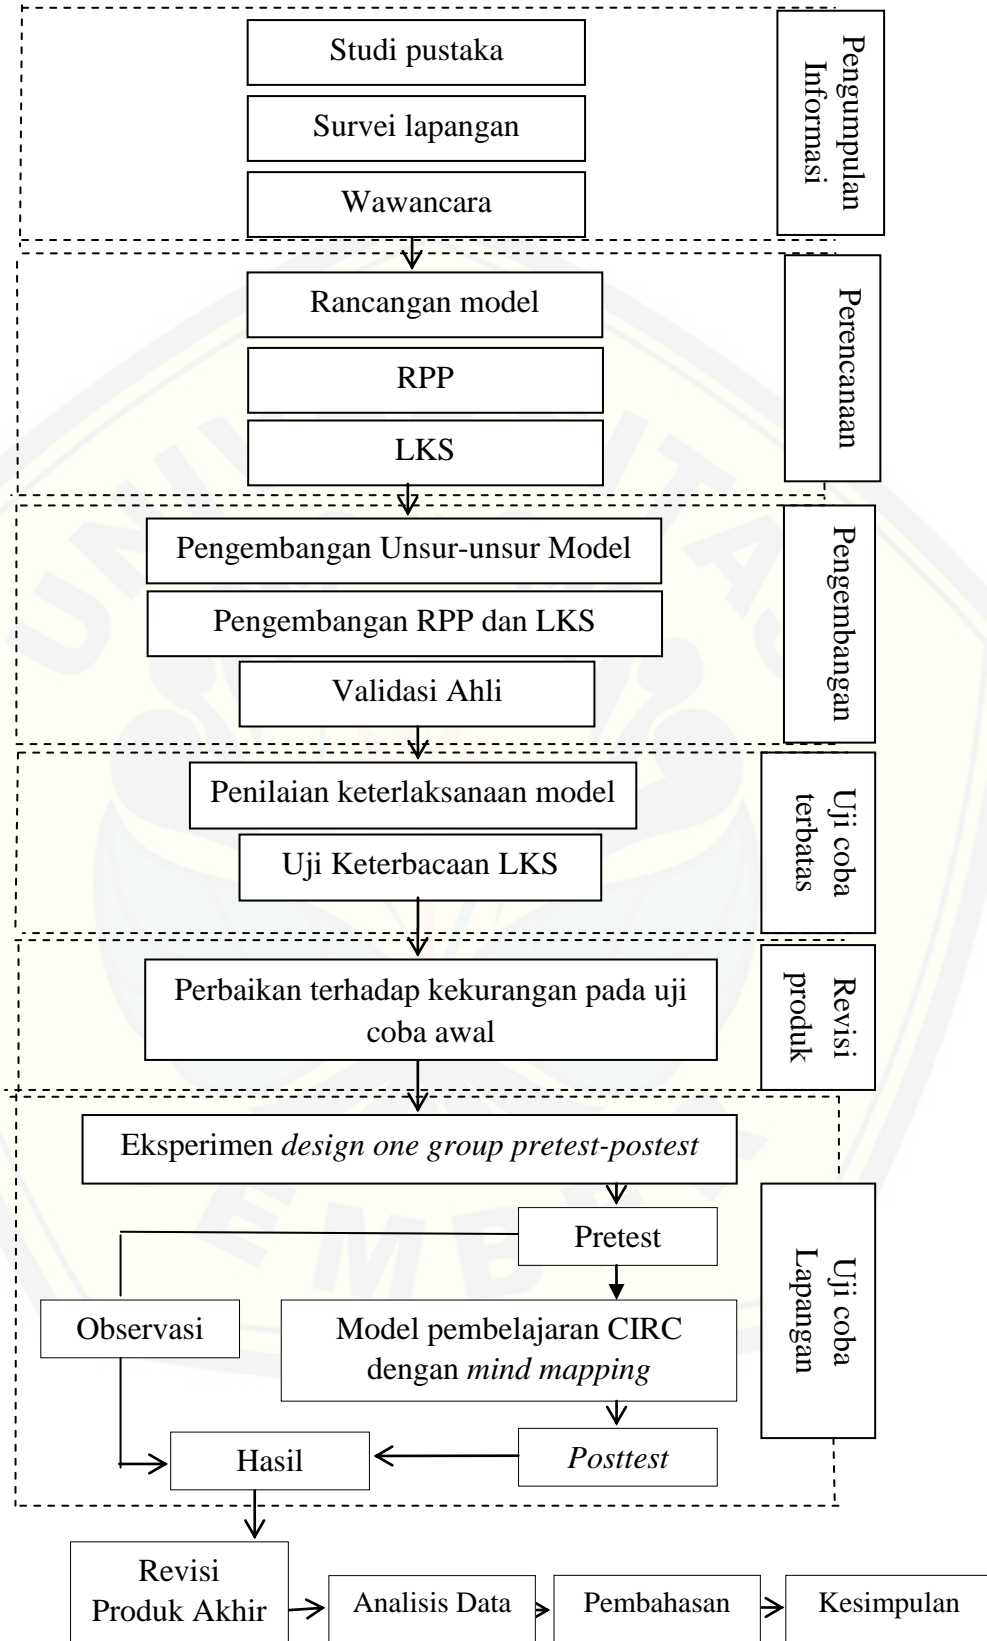 Studi pustaka
Survei lapangan
Wawancara
Pengumpulan
Informasi
Rancangan model
RPP
LKS
Perencanaan
Pengembangan Unsur-unsur Model
Pengembangan RPP dan LKS
Validasi Ahli
Pengembangan
Penilaian keterlaksanaan model
Uji Keterbacaan LKS
Uji coba
terbatas
Perbaikan terhadap kekurangan pada uji
coba awal
Revisi
produk
Eksperimen design one group pretest-postest
Pretest
Observasi
Model pembelajaran CIRC
dengan mind mapping
Hasil
Posttest
Uji coba
Lapangan
Revisi
Produk Akhir
Analisis Data
Pembahasan
Kesimpulan